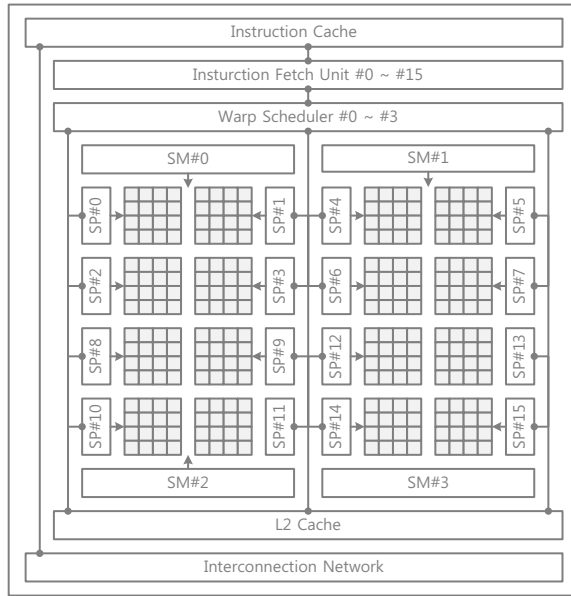 Instruction Cache
Insturction Fetch Unit #0 ~ #15
Warp Scheduler #0 ~ #3
SM#0
SM#1
SP#0
SP#1
SP#4
SP#5
SP#2
SP#3
SP#6
SP#7
SP#8
SP#9
SP#12
SP#13
SP#10
SP#11
SP#14
SP#15
SM#2
SM#3
L2 Cache
Interconnection Network